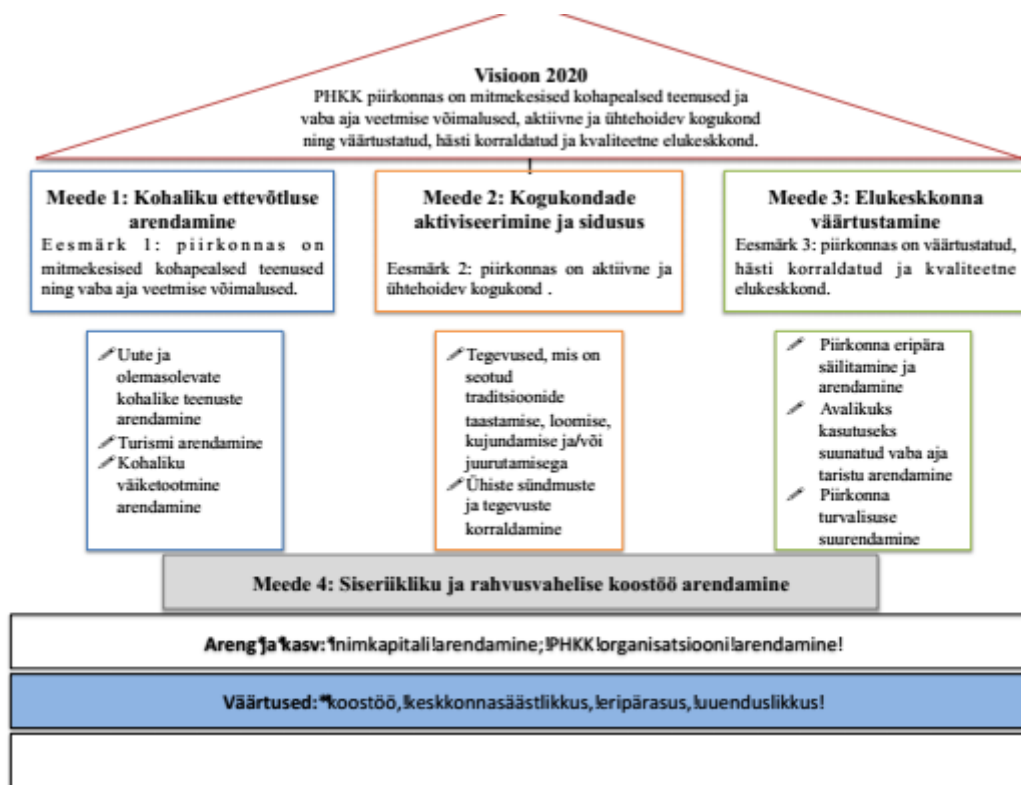 Visioon 2020
PHKK piirkonnas on mitmekesised kohapealsed teenused ja
vaba aja veetmise võimalused, aktiivne ja ühtehoidev kogukond
ning väärtustatud, hästi korraldatud ja kvaliteetne elukeskkond.
Meede 1: Kohaliku ettevõtluse
arendamine
Eesmärk 1: piirkonnas on
mitmekesised kohapealsed teenused
ning vaba aja veetmise võimalused.
Meede 2: Kogukondade
aktiviseerimine ja sidusus
Eesmärk 2: piirkonnas on aktiivne ja
ühtehoidev kogukond .
Meede 3: Elukeskkonna
väärtustamine
Eesmärk 3: piirkonnas on väärtustatud,
hästi korraldatud ja kvaliteetne
elukeskkond.
Uute ja
olemasolevate
kohalike teenuste
arendamine
Turismi arendamine
Kohaliku
väiketootmine
arendamine
Tegevused, mis on
seotud
traditsioonide
taastamise, loomise,
kujundamise ja/või
juurutamisega
Ühiste sündmuste
ja tegevuste
korraldamine
Piirkonna eripära
säilitamine ja
arendamine
Avalikuks
kasutuseks
suunatud vaba aja
taristu arendamine
Piirkonna
turvalisuse
suurendamine
Meede 4: Siseriikliku ja rahvusvahelise koostöö arendamine
Areng¶ja¶kasv:¶Inimkapitali!arendamine;!PHKK!organisatsiooni!arendamine!
Väärtused:¶koostöö,!keskkonnasäästlikkus,!eripärasus,!uuenduslikkus!